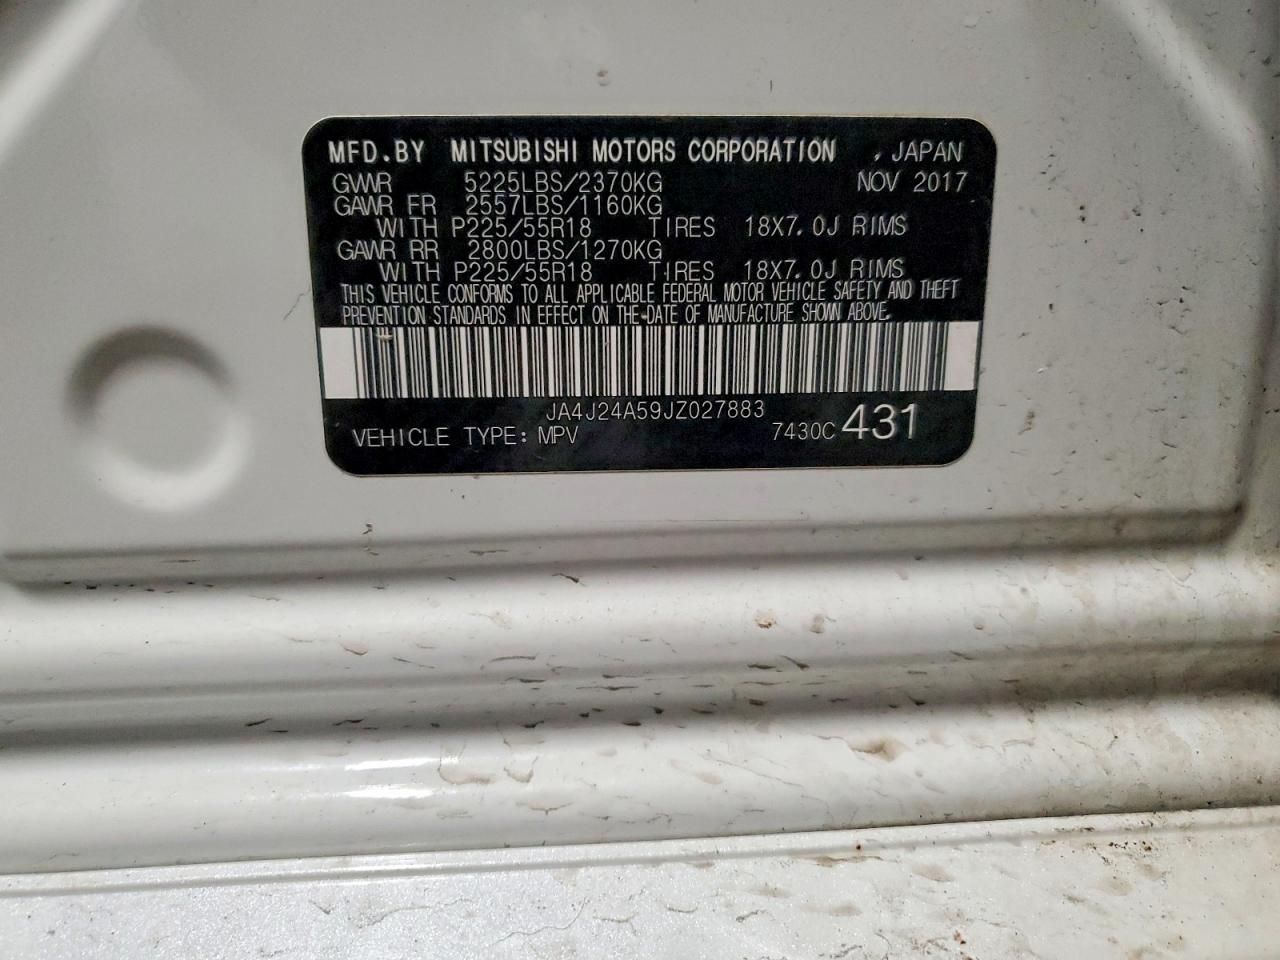 MFD.BY MITSUBISHI MOTORS CORPORATION , JAPAN
GWWR 5225LBS/2370KG NOV 2017
GAWR FR 2557LBS/1160KG
WITH P225/55R18 TIRES 18X7.0J RIMS
GAWR RR 2800LBS/1270KG
WITH P225/55R18 TIRES 18X7.0J RIMS
THIS VEHICLE CONFORMS TO ALL APPLICABLE FEDERAL MOTOR VEHICLE SAFETY AND THEFT
PREVENTION STANDARDS IN EFFECT ON THE DATE OF MANUFACTURE SHOWN ABOVE.
JA4J24A59JZ027883
VEHICLE TYPE: MPV 7430C 431